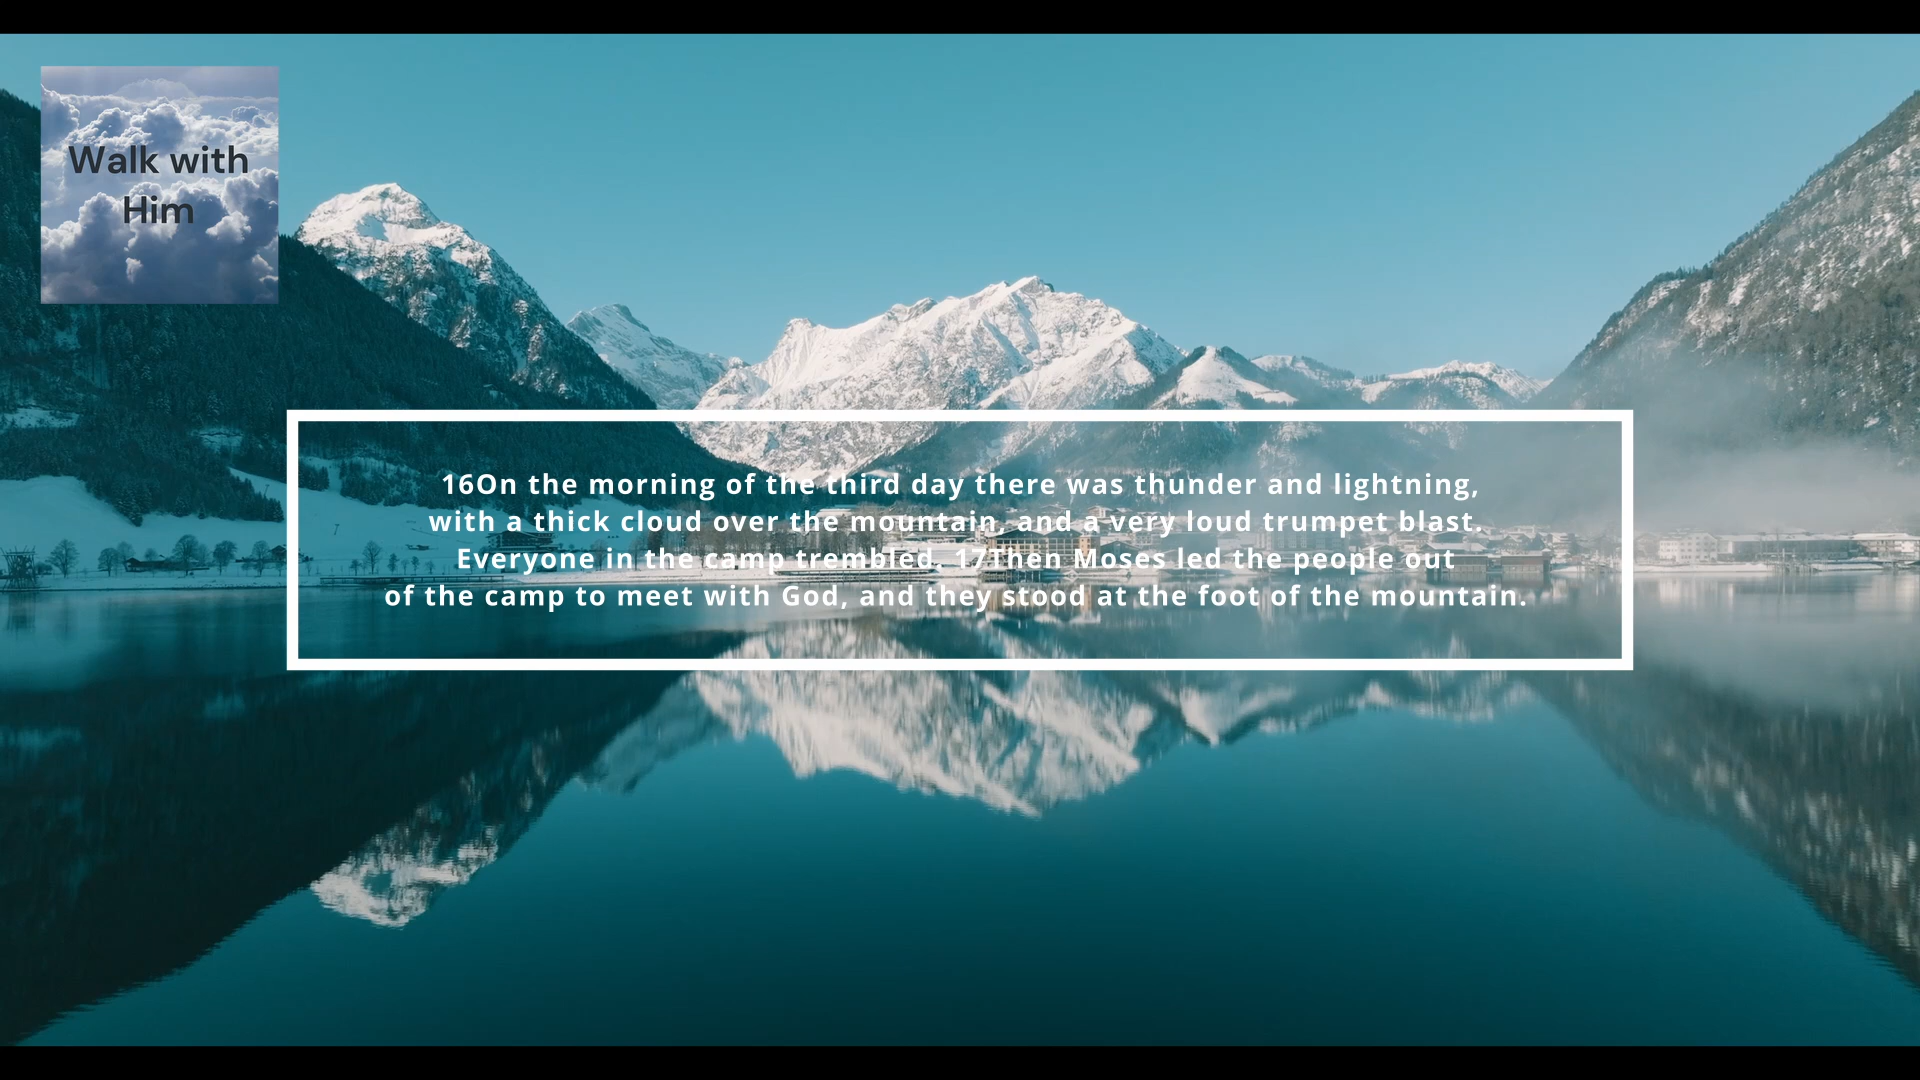 Walk with
Him
16On the morning of the third day there was thunder and lightning,
with a thick cloud over the mountain, and a very loud trumpet blast.
Everyone in the camp trembled. 17Then Moses led the people out
of the camp to meet with God, and they stood at the foot of the mountain.